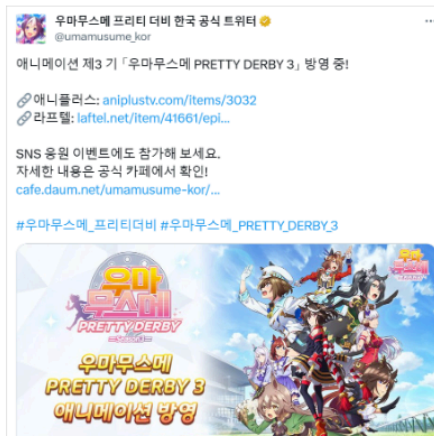 우마무스메 프리티 더비 한국 공식 트위터
@umamusume_kor
애니메이션 제3 기 「우마무스메 PRETTY DERBY 3」 방영 중!
🔗애니플러스: aniplustv.com/items/3032
🔗라프텔: laftel.net/item/41661/epi...
SNS 응원 이벤트에도 참가해 보세요.
자세한 내용은 공식 카페에서 확인!
cafe.daum.net/umamusume-kor/...
#우마무스메_프리티더비 #우마무스메_PRETTY_DERBY_3
우마
무스메
PRETTY DERBY
우마무스메
PRETTY DERBY 3
애니메이션 방영
우마
무스메